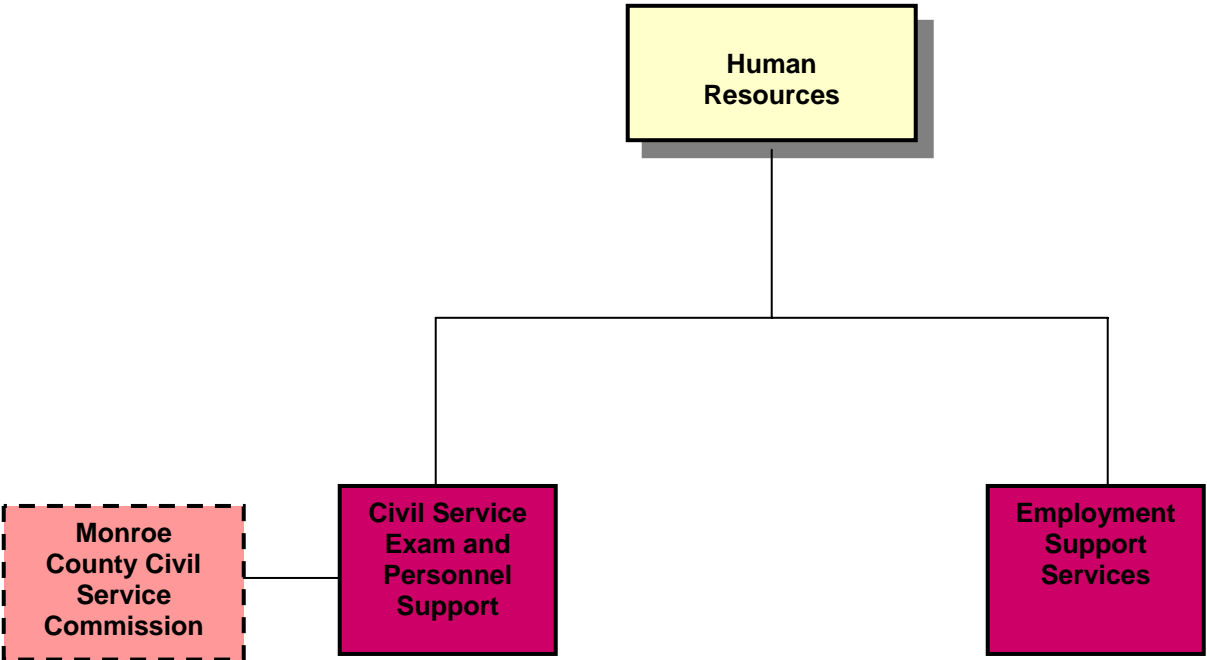 Human
Resources
Monroe
County Civil
Service
Commission
Civil Service
Exam and
Personnel
Support
Employment
Support
Services